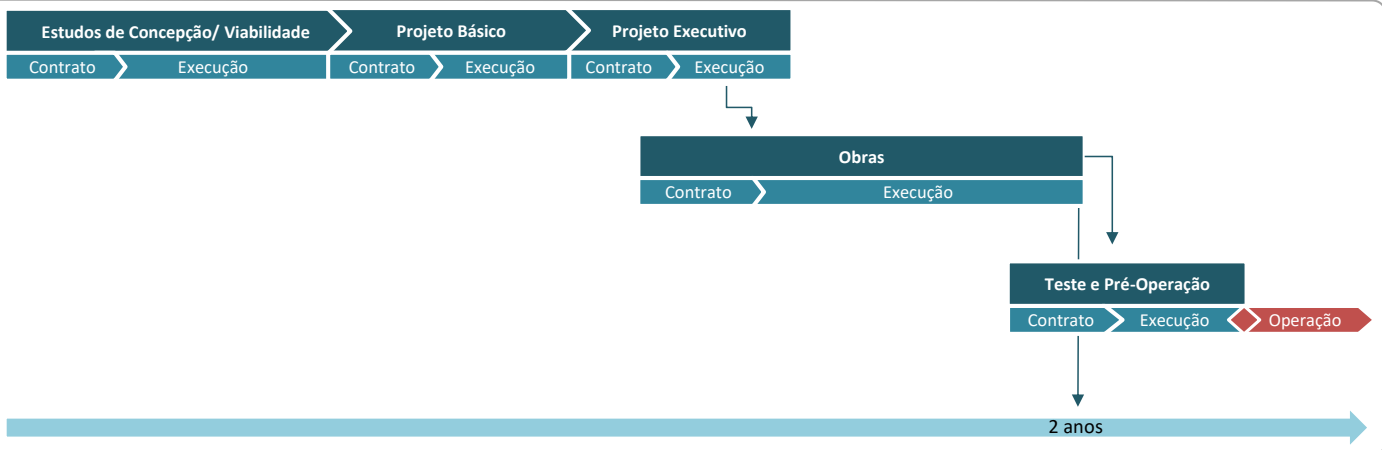 Estudos de Concepção/ Viabilidade
Projeto Básico
Projeto Executivo
Contrato
Execução
Contrato
Execução
Contrato
Execução
Obras
Contrato
Execução
Teste e Pré-Operação
Contrato
Execução
Operação
2 anos